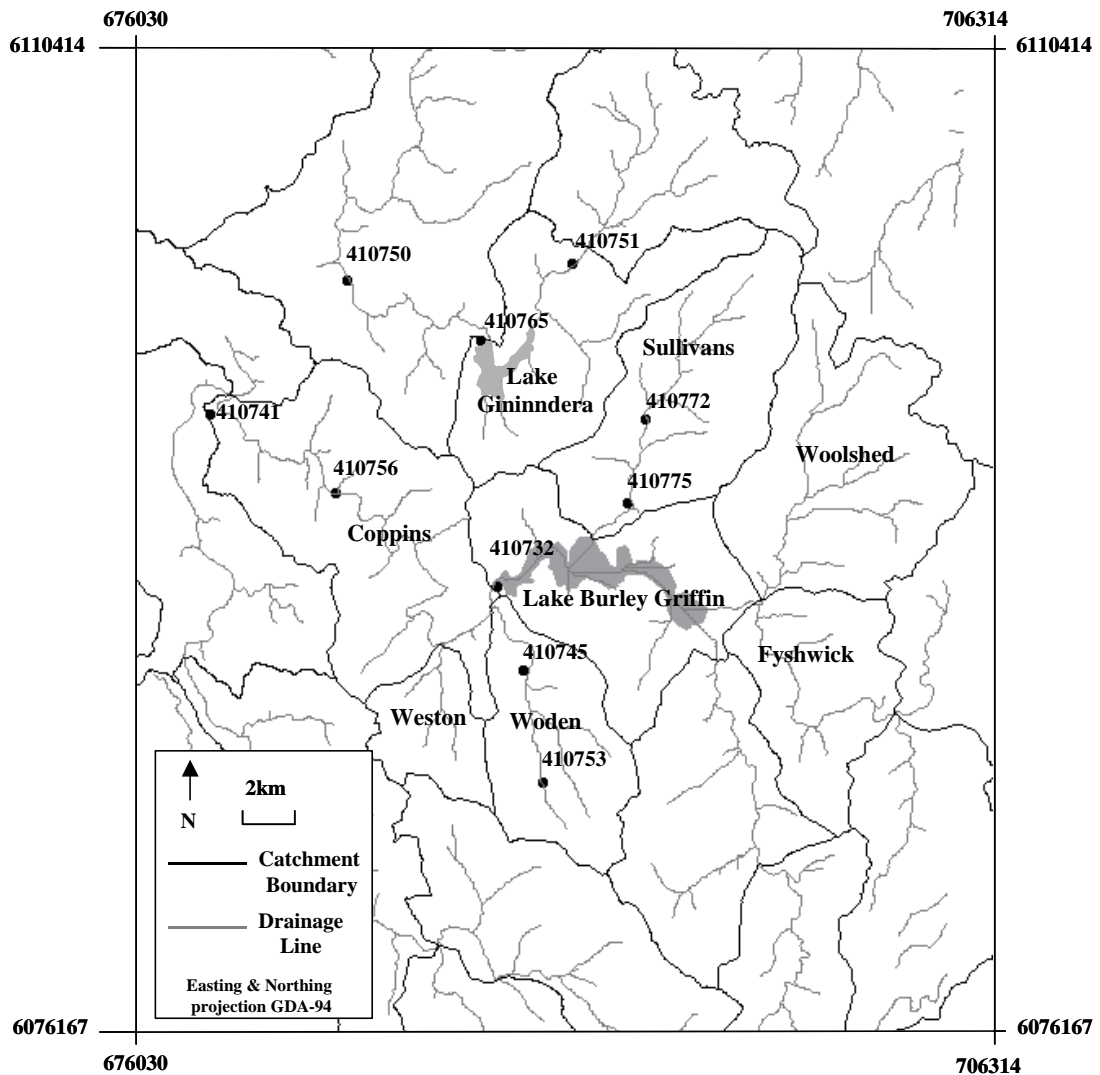 676030
706314
6110414
6110414
410751
410750
410765
Sullivans
Lake
Gininndera
410772
410741
Woolshed
410756
410775
Coppins
410732
Lake Burley Griffin
410745
Fyshwick
Weston
Woden
410753
2km
N
Catchment
Boundary
Drainage
Line
Easting & Northing
projection GDA-94
6076167
6076167
676030
706314